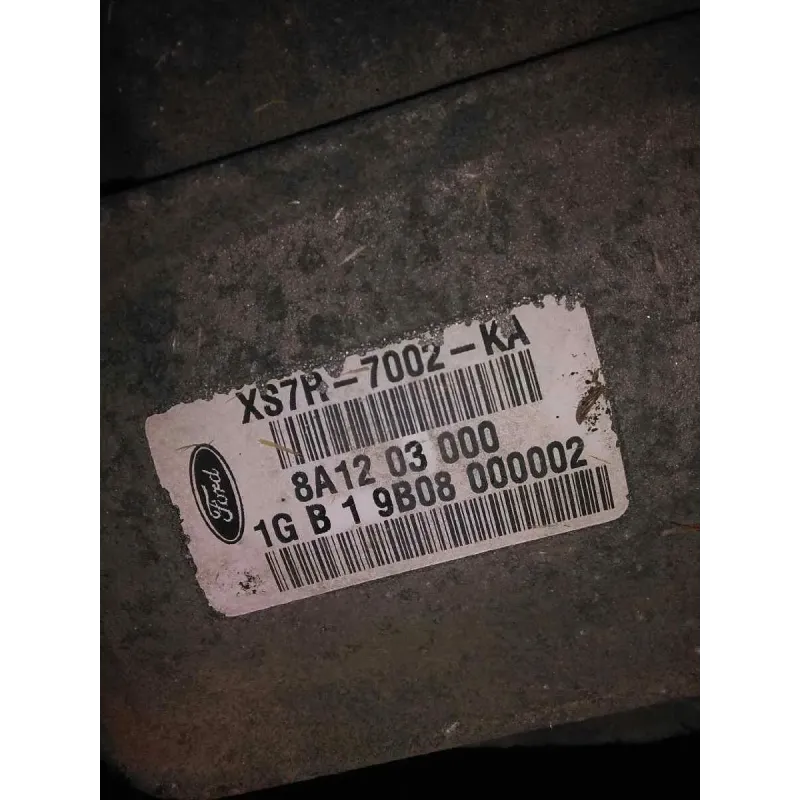 XS7R-7002-KA
8A12 03 000
Ford
1G B 1 9B08 000002